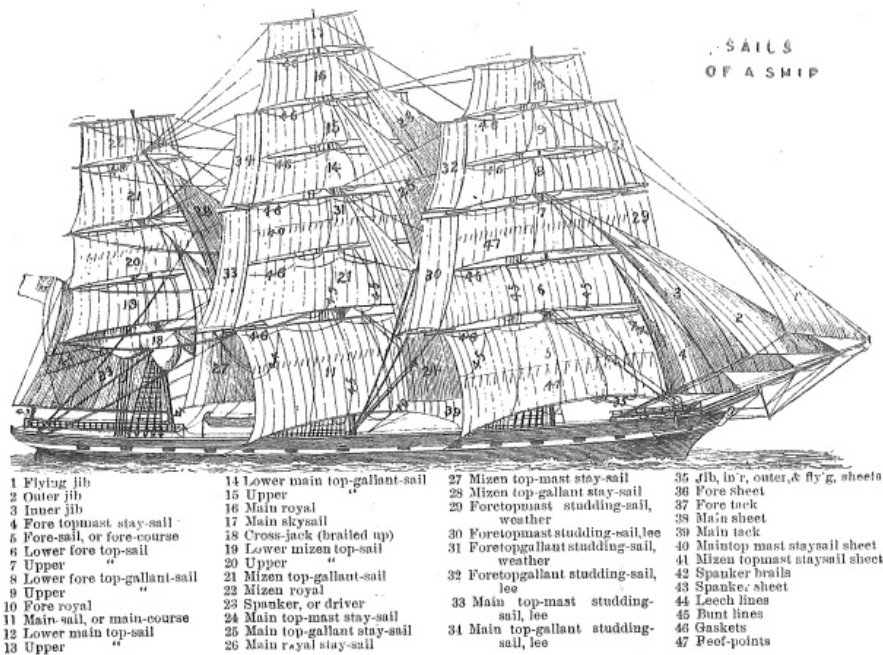 SAILS
OF A SHIP
1 Flying jib
2 Outer jib
3 Inner jib
4 Fore topmast stay-sail
5 Fore-sail, or fore-course
6 Lower fore top-sail
7 Upper "
8 Lower fore top-gallant-sail
9 Upper "
10 Fore royal
11 Main-sail, or main-course
12 Lower main top-sail
13 Upper "
14 Lower main top-gallant-sail
15 Upper "
16 Main royal
17 Main skysail
18 Cross-jack (brailed up)
19 Lower mizen top-sail
20 Upper "
21 Mizen top-gallant-sail
22 Mizen royal
23 Spanker, or driver
24 Main top-mast stay-sail
25 Main top-gallant stay-sail
26 Main royal stay-sail
27 Mizen top-mast stay-sail
28 Mizen top-gallant stay-sail
29 Foretopmast studding-sail,
weather
30 Foretopmast studding-sail, lee
31 Foretopgallant studding-sail,
weather
32 Foretopgallant studding-sail,
lee
33 Main top-mast studding-
sail, lee
34 Main top-gallant studding-
sail, lee
35 Jib, in'r, outer, & fly'g, sheets
36 Fore sheet
37 Fore tack
38 Main sheet
39 Main tack
40 Maintop mast staysail sheet
41 Mizen topmast staysail sheet
42 Spanker brails
43 Spanker sheet
44 Leech lines
45 Bunt lines
46 Gaskets
47 Reef-points